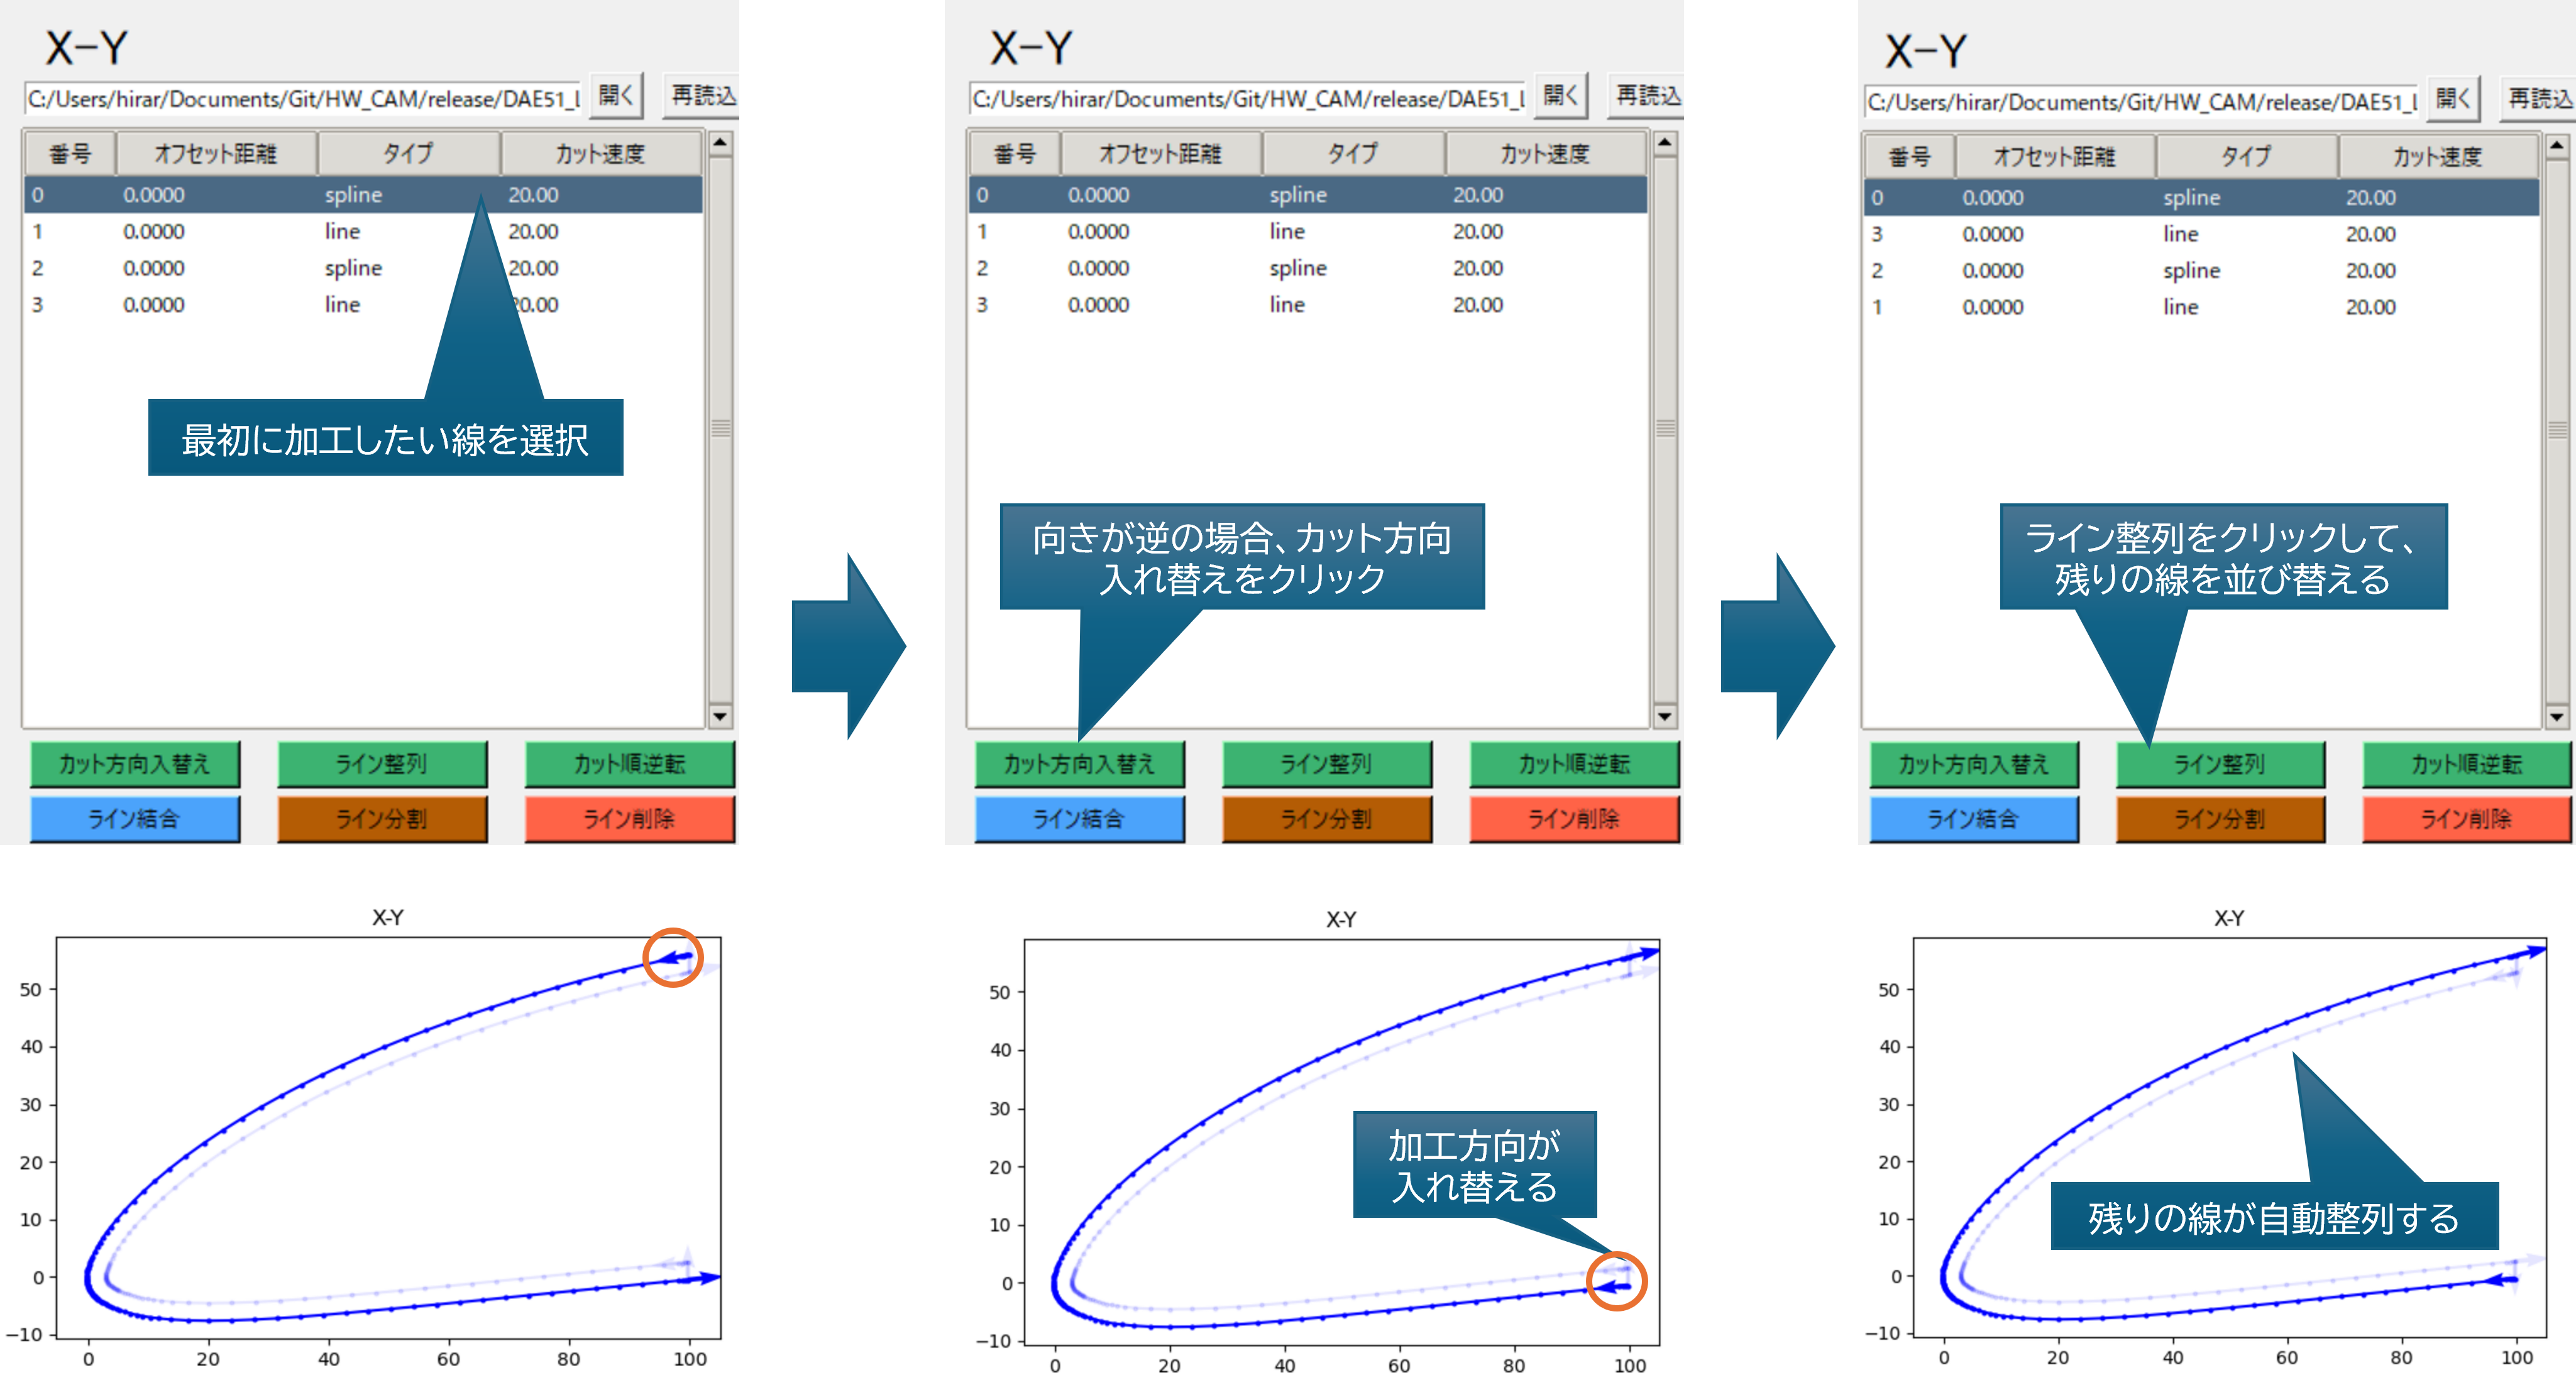 X-Y
C:/Users/hirar/Documents/Git/HW_CAM/release/DAE51_L 開く 再読込
番号 オフセット距離 タイプ カット速度
0 0.0000 spline 20.00
1 0.0000 line 20.00
2 0.0000 spline 20.00
3 0.0000 line 20.00
最初に加工したい線を選択
カット方向入替え ライン整列 カット順逆転
ライン結合 ライン分割 ライン削除
X-Y
C:/Users/hirar/Documents/Git/HW_CAM/release/DAE51_L 開く 再読込
番号 オフセット距離 タイプ カット速度
0 0.0000 spline 20.00
1 0.0000 line 20.00
2 0.0000 spline 20.00
3 0.0000 line 20.00
向きが逆の場合、カット方向
入れ替えをクリック
カット方向入替え ライン整列 カット順逆転
ライン結合 ライン分割 ライン削除
X-Y
C:/Users/hirar/Documents/Git/HW_CAM/release/DAE51_L 開く 再読込
番号 オフセット距離 タイプ カット速度
0 0.0000 spline 20.00
3 0.0000 line 20.00
2 0.0000 spline 20.00
1 0.0000 line 20.00
ライン整列をクリックして、
残りの線を並び替える
カット方向入替え ライン整列 カット順逆転
ライン結合 ライン分割 ライン削除
X-Y
50
40
30
20
10
0
-10
0 20 40 60 80 100
X-Y
50
40
30
20
10
0
-10
0 20 40 60 80 100
加工方向が
入れ替える
X-Y
50
40
30
20
10
0
-10
0 20 40 60 80 100
残りの線が自動整列する